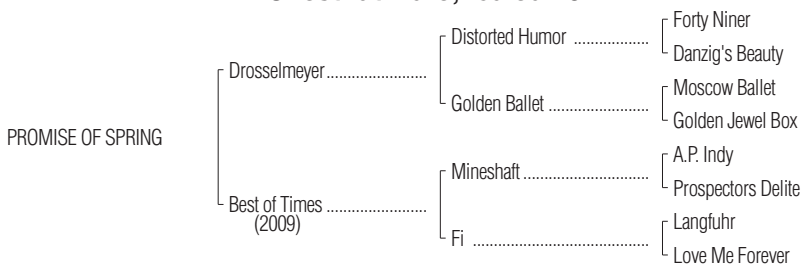 Forty Niner
Distorted Humor
Danzig's Beauty
Drosselmeyer
Moscow Ballet
Golden Ballet
Golden Jewel Box
PROMISE OF SPRING
A.P. Indy
Mineshaft
Prospectors Delite
Best of Times
(2009)
Langfuhr
Fi
Love Me Forever